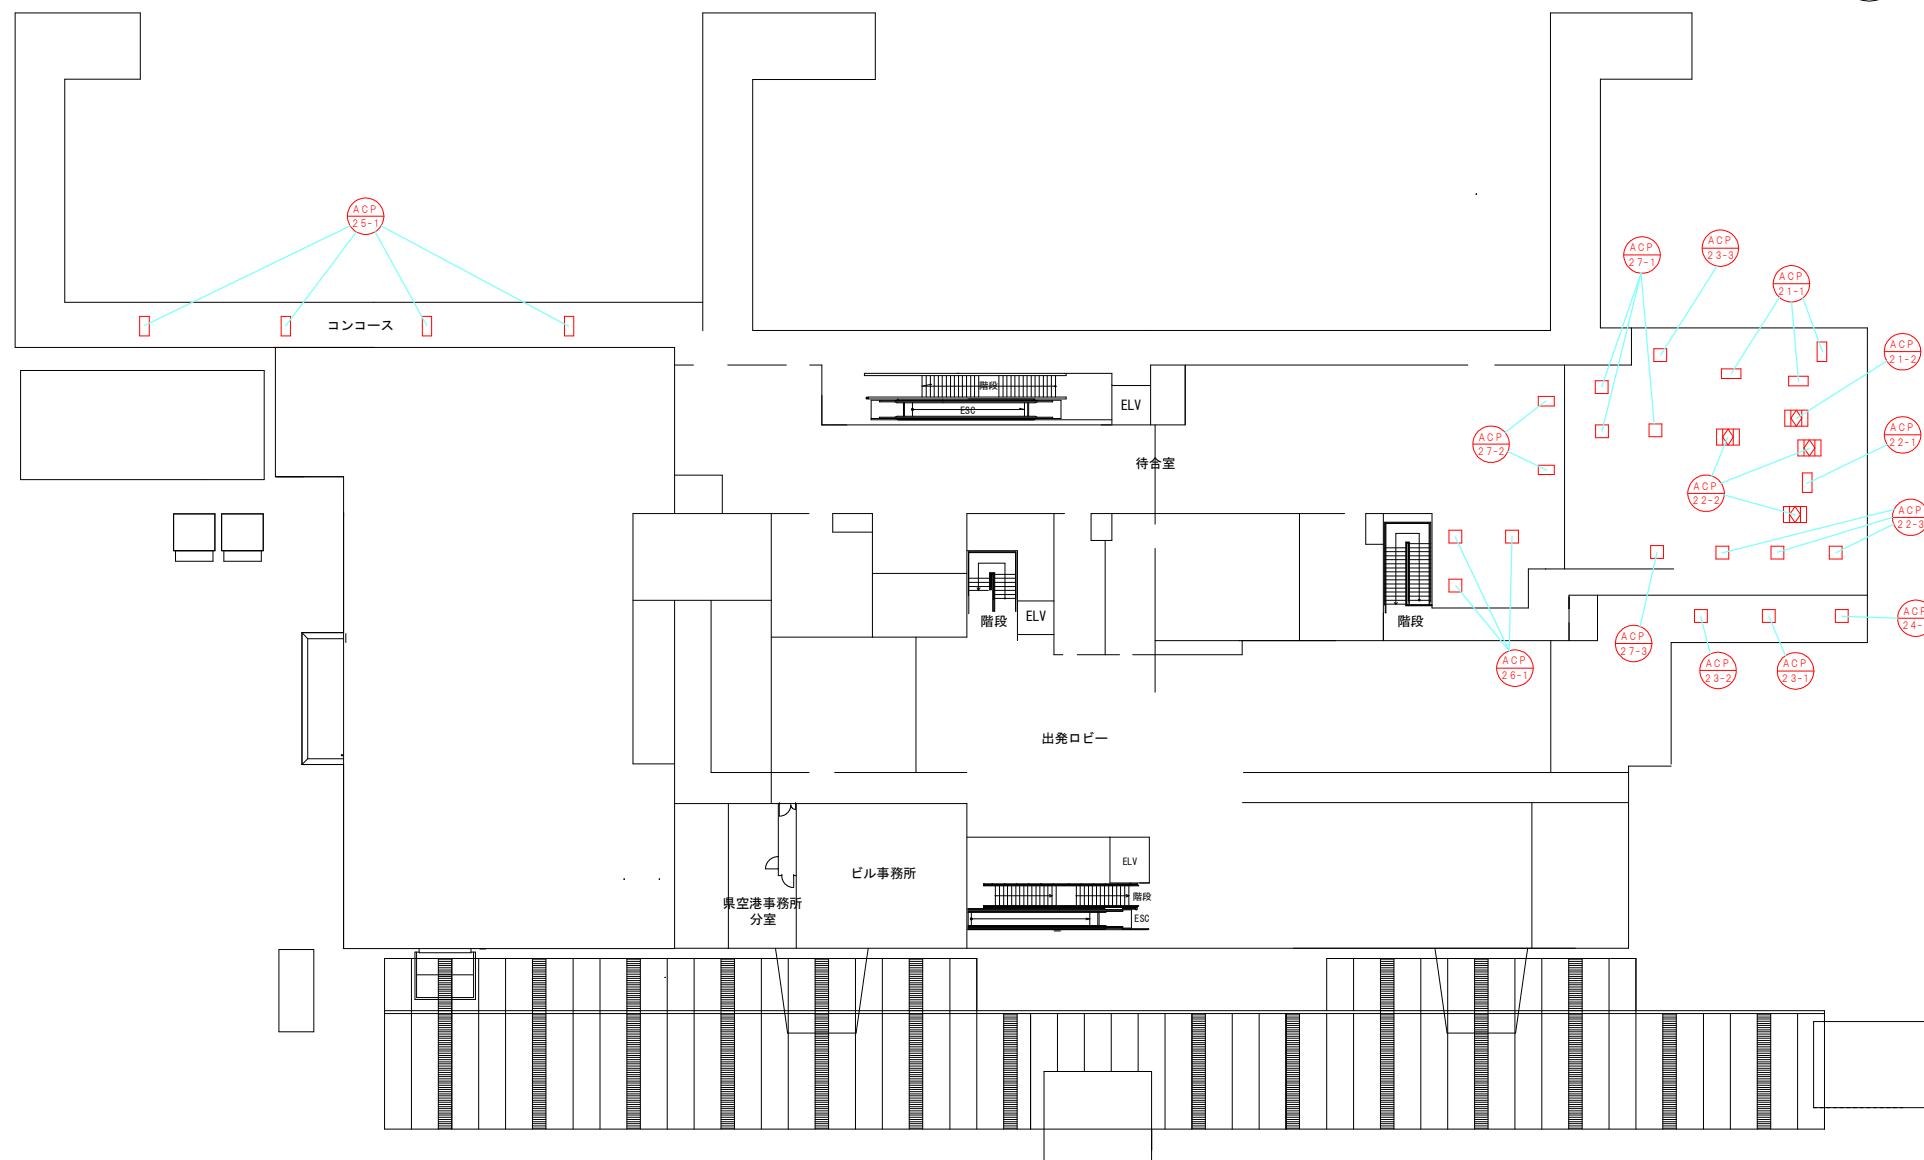 ACP
25-1
ACP
27-1
ACP
23-3
ACP
21-1
コンコース
ACP
21-2
階段
ESC
ELV
ACP
27-2
待合室
ACP
22-1
ACP
22-2
ACP
22-3
階段
ELV
階段
ACP
27-3
ACP
26-1
ACP
23-2
ACP
23-1
ACP
24-
出発ロビー
ビル事務所
県空港事務所
分室
ELV
階段
ESC